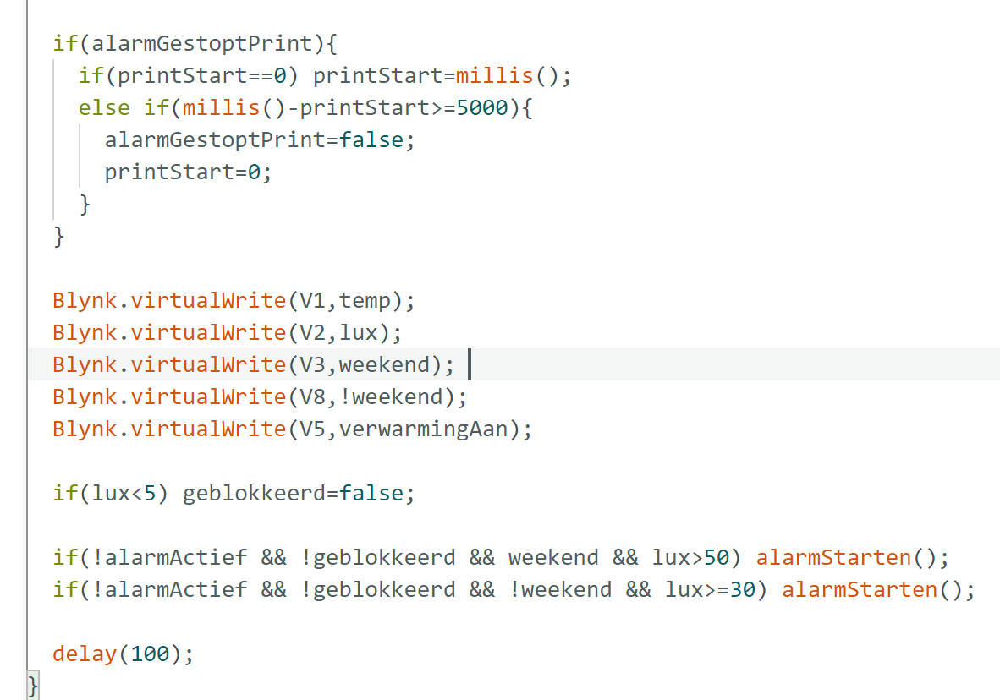 if(alarmGestoptPrint){
if(printStart==0) printStart=millis();
else if(millis()-printStart>=5000){
alarmGestoptPrint=false;
printStart=0;
}
}
Blynk.virtualWrite(V1,temp);
Blynk.virtualWrite(V2,lux);
Blynk.virtualWrite(V3,weekend);
Blynk.virtualWrite(V8,!weekend);
Blynk.virtualWrite(V5,verwarmingAan);
if(lux<5) geblokkeerd=false;
if(!alarmActief && !geblokkeerd && weekend && lux>50) alarmStarten();
if(!alarmActief && !geblokkeerd && !weekend && lux>=30) alarmStarten();
delay(100);
}